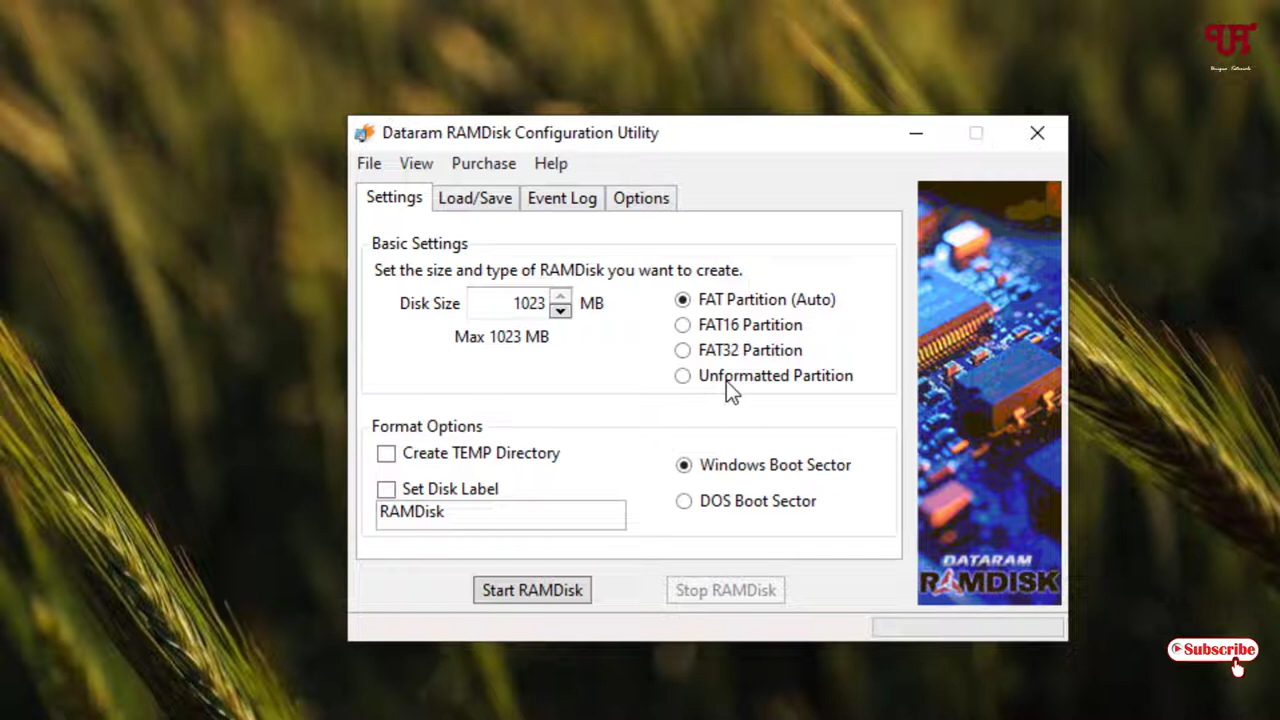 Unique Tutorials
Dataram RAMDisk Configuration Utility
File View Purchase Help
Settings Load/Save Event Log Options
Basic Settings
Set the size and type of RAMDisk you want to create.
Disk Size 1023 MB
Max 1023 MB
FAT Partition (Auto)
FAT16 Partition
FAT32 Partition
Unformatted Partition
Format Options
Create TEMP Directory
Set Disk Label
RAMDisk
Windows Boot Sector
DOS Boot Sector
DATARAM
RAMDISK
Start RAMDisk Stop RAMDisk
Subscribe